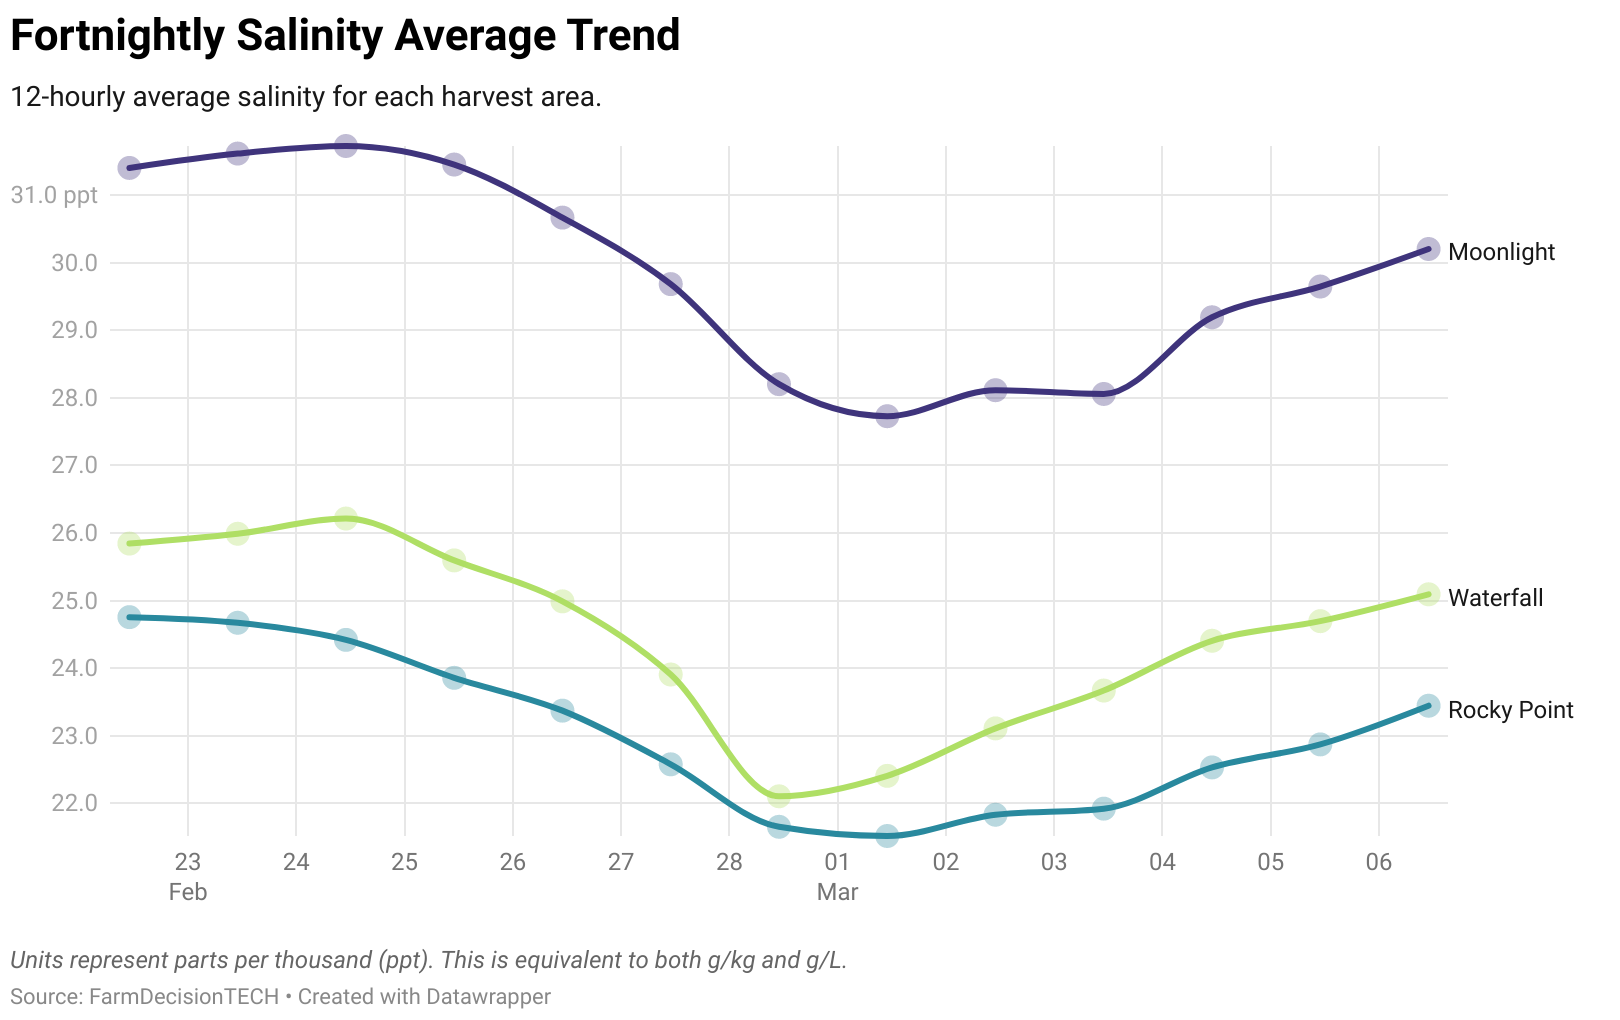 Fortnightly Salinity Average Trend
12-hourly average salinity for each harvest area.
31.0 ppt
30.0
29.0
28.0
27.0
26.0
25.0
24.0
23.0
22.0
Moonlight
Waterfall
Rocky Point
23 24 25 26 27 28 01 02 03 04 05 06
Feb Mar
Units represent parts per thousand (ppt). This is equivalent to both g/kg and g/L.
Source: FarmDecisionTECH • Created with Datawrapper